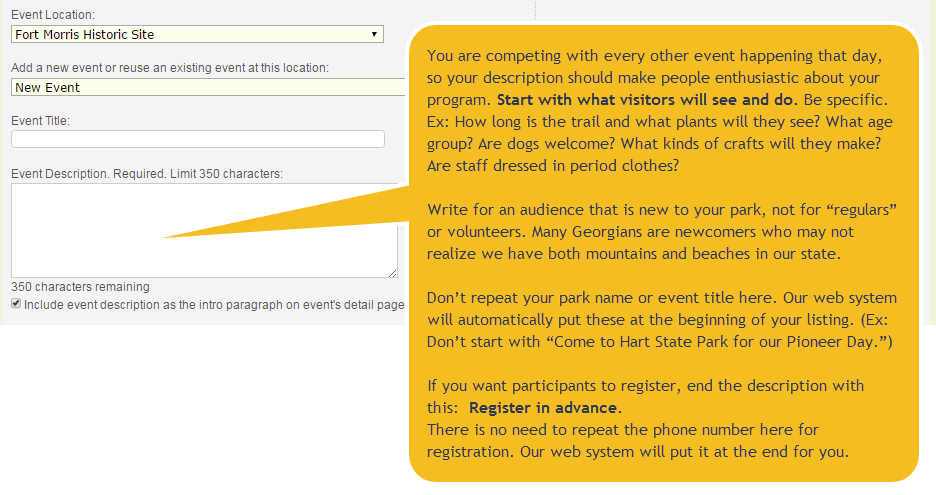 Event Location:
Fort Morris Historic Site
Add a new event or reuse an existing event at this location:
New Event
Event Title:
Event Description. Required. Limit 350 characters:
350 characters remaining
Include event description as the intro paragraph on event's detail page
You are competing with every other event happening that day,
so your description should make people enthusiastic about your
program. Start with what visitors will see and do. Be specific.
Ex: How long is the trail and what plants will they see? What age
group? Are dogs welcome? What kinds of crafts will they make?
Are staff dressed in period clothes?
Write for an audience that is new to your park, not for “regulars”
or volunteers. Many Georgians are newcomers who may not
realize we have both mountains and beaches in our state.
Don’t repeat your park name or event title here. Our web system
will automatically put these at the beginning of your listing. (Ex:
Don’t start with “Come to Hart State Park for our Pioneer Day.”)
If you want participants to register, end the description with
this:  Register in advance.
There is no need to repeat the phone number here for
registration. Our web system will put it at the end for you.